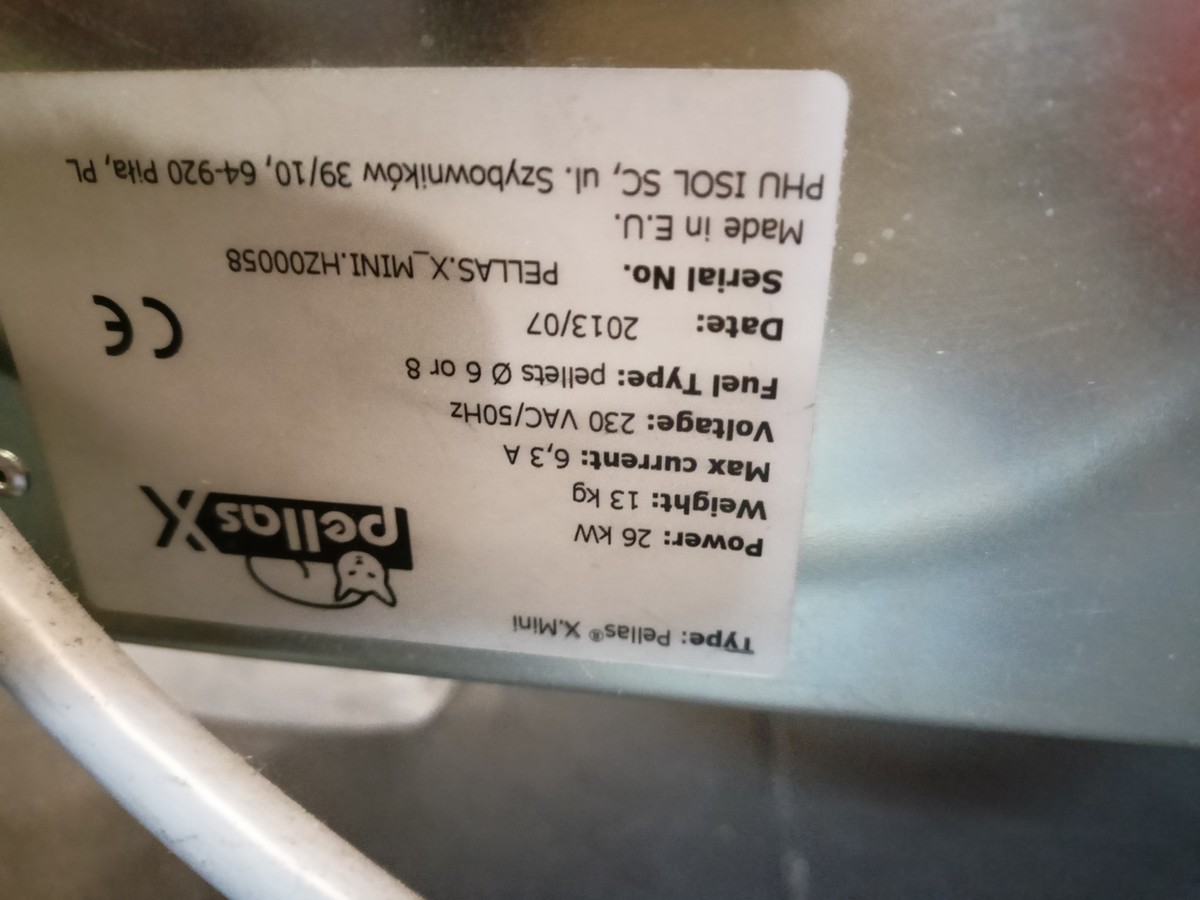 Type: Pellas® X.Mini
pellasX
Power: 26 kW
Weight: 13 kg
Max current: 6,3 A
Voltage: 230 VAC/50Hz
Fuel Type: pellets Ø 6 or 8
Date: 2013/07
CE
Serial No. PELLAS.X_MINI.HZ00058
Made in E.U.
PHU ISOL SC, ul. Szybowników 39/10, 64-920 Piła, PL